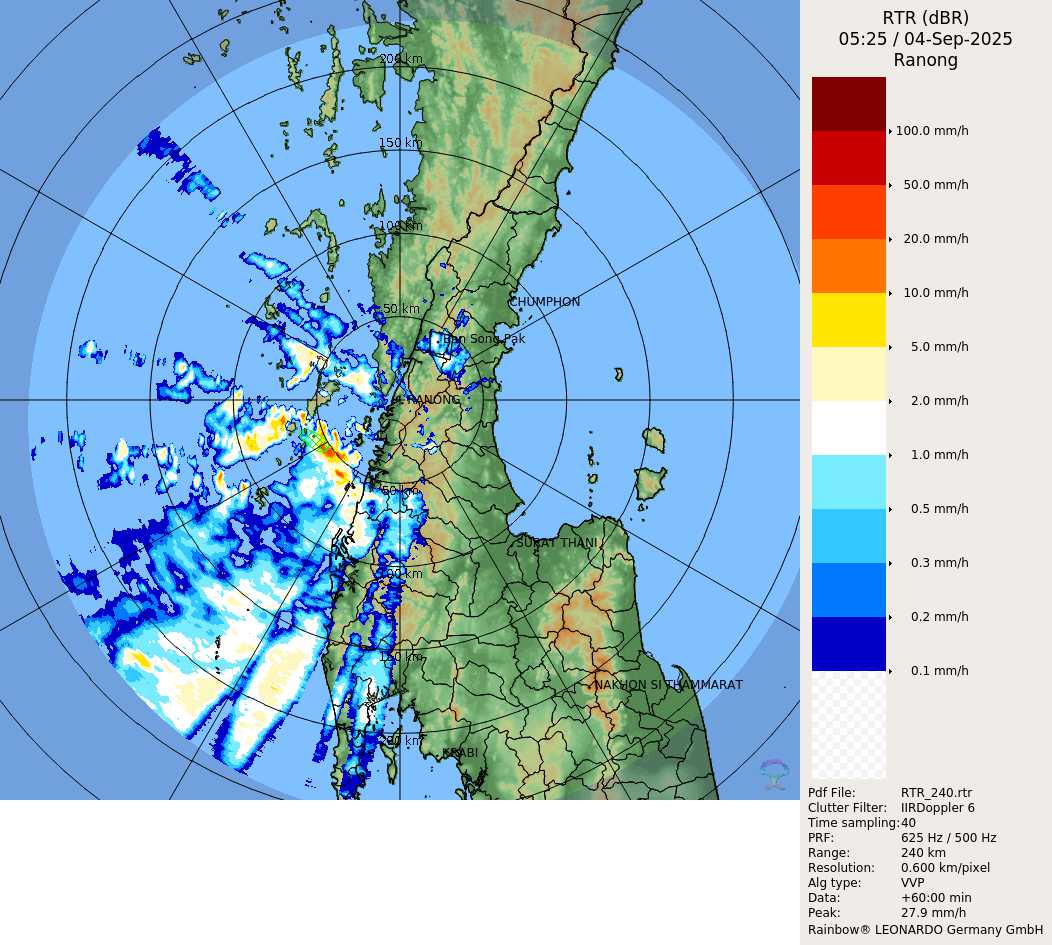 RTR (dBR)
05:25 / 04-Sep-2025
Ranong
200 km
150 km
100 km
50 km
CHUMPHON
Ban Song Pak
RANONG
50 km
SURAT THANI
100 km
150 km
NAKHON SI THAMMARAT
200 km
KRABI
100.0 mm/h
50.0 mm/h
20.0 mm/h
10.0 mm/h
5.0 mm/h
2.0 mm/h
1.0 mm/h
0.5 mm/h
0.3 mm/h
0.2 mm/h
0.1 mm/h
Pdf File: RTR_240.rtr
Clutter Filter: IIRDoppler 6
Time sampling: 40
PRF: 625 Hz / 500 Hz
Range: 240 km
Resolution: 0.600 km/pixel
Alg type: VVP
Data: +60:00 min
Peak: 27.9 mm/h
Rainbow® LEONARDO Germany GmbH